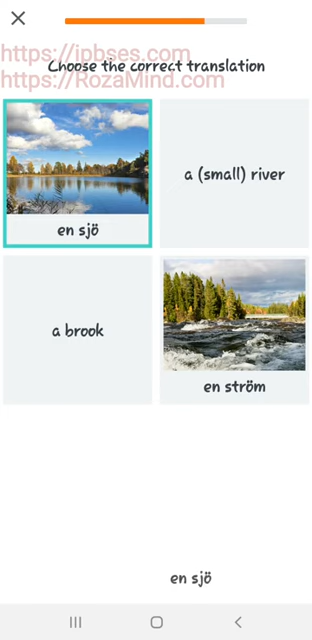 https://ipbses.com
Choose the correct translation
https://RozaMind.com
en sjö
a (small) river
a brook
en ström
en sjö